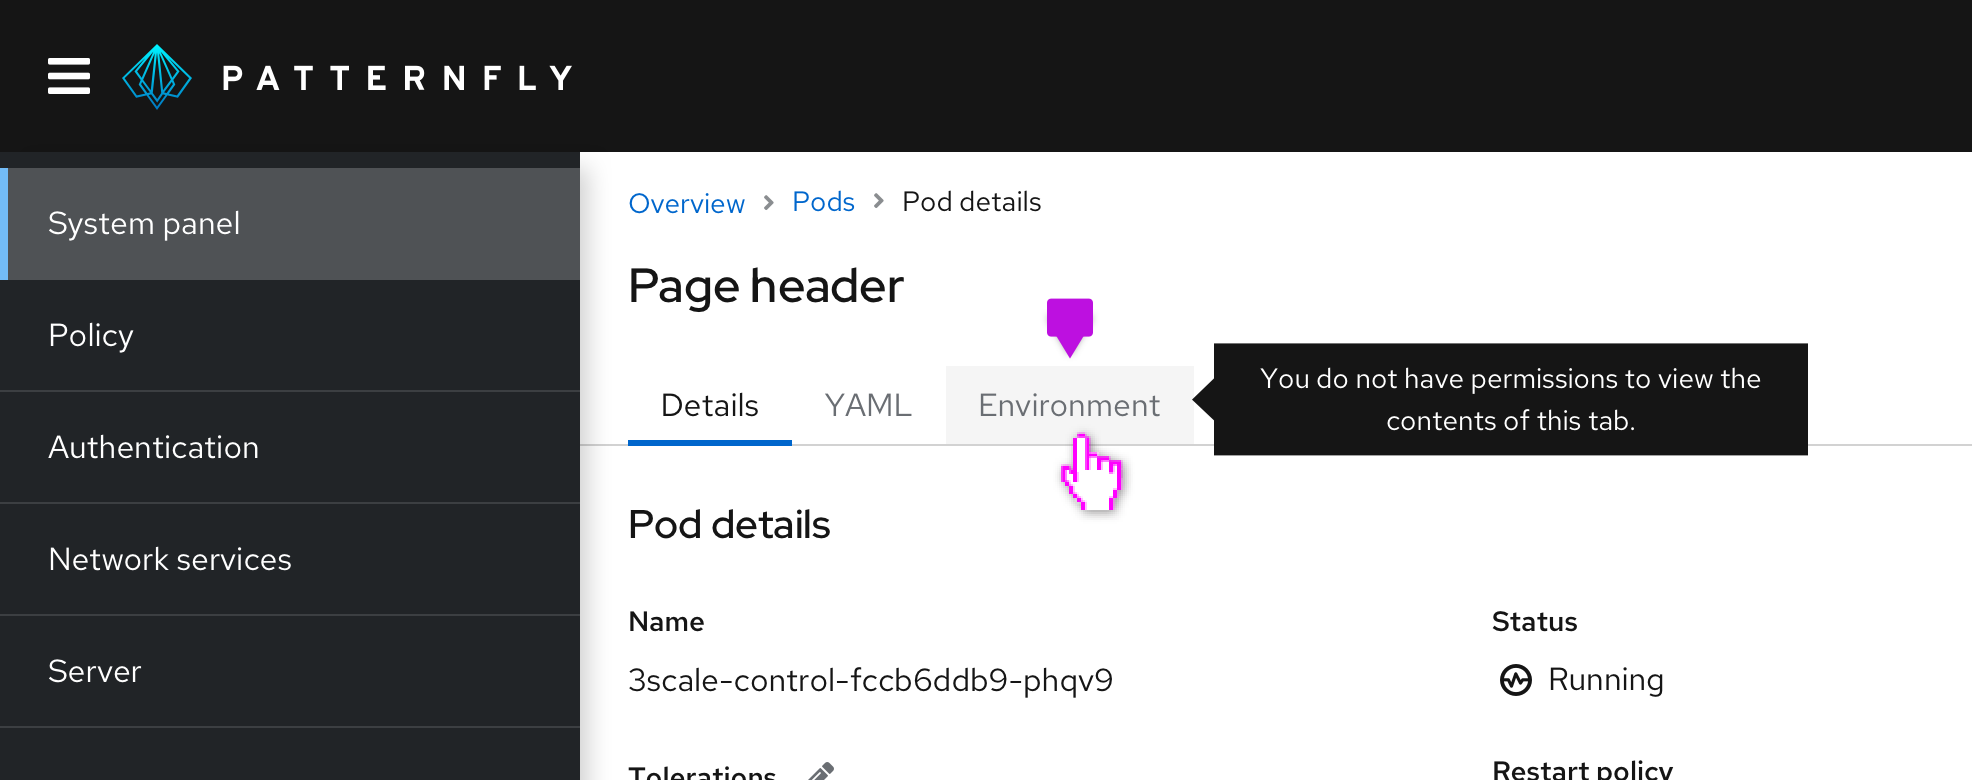 PATTERNFLY
System panel
Policy
Authentication
Network services
Server
Overview > Pods > Pod details
Page header
Details YAML Environment
You do not have permissions to view the
contents of this tab.
Pod details
Name Status
3scale-control-fccb6ddb9-phqv9 Running
Tolerations Restart policy